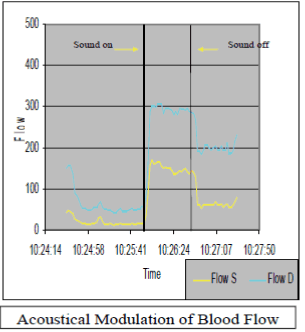 500
400
300
200
100
0
Flow
Sound on
Sound off
10:24:14 10:24:58 10:25:41 10:26:24 10:27:07 10:27:50
Time
Flow S Flow D
Acoustical Modulation of Blood Flow